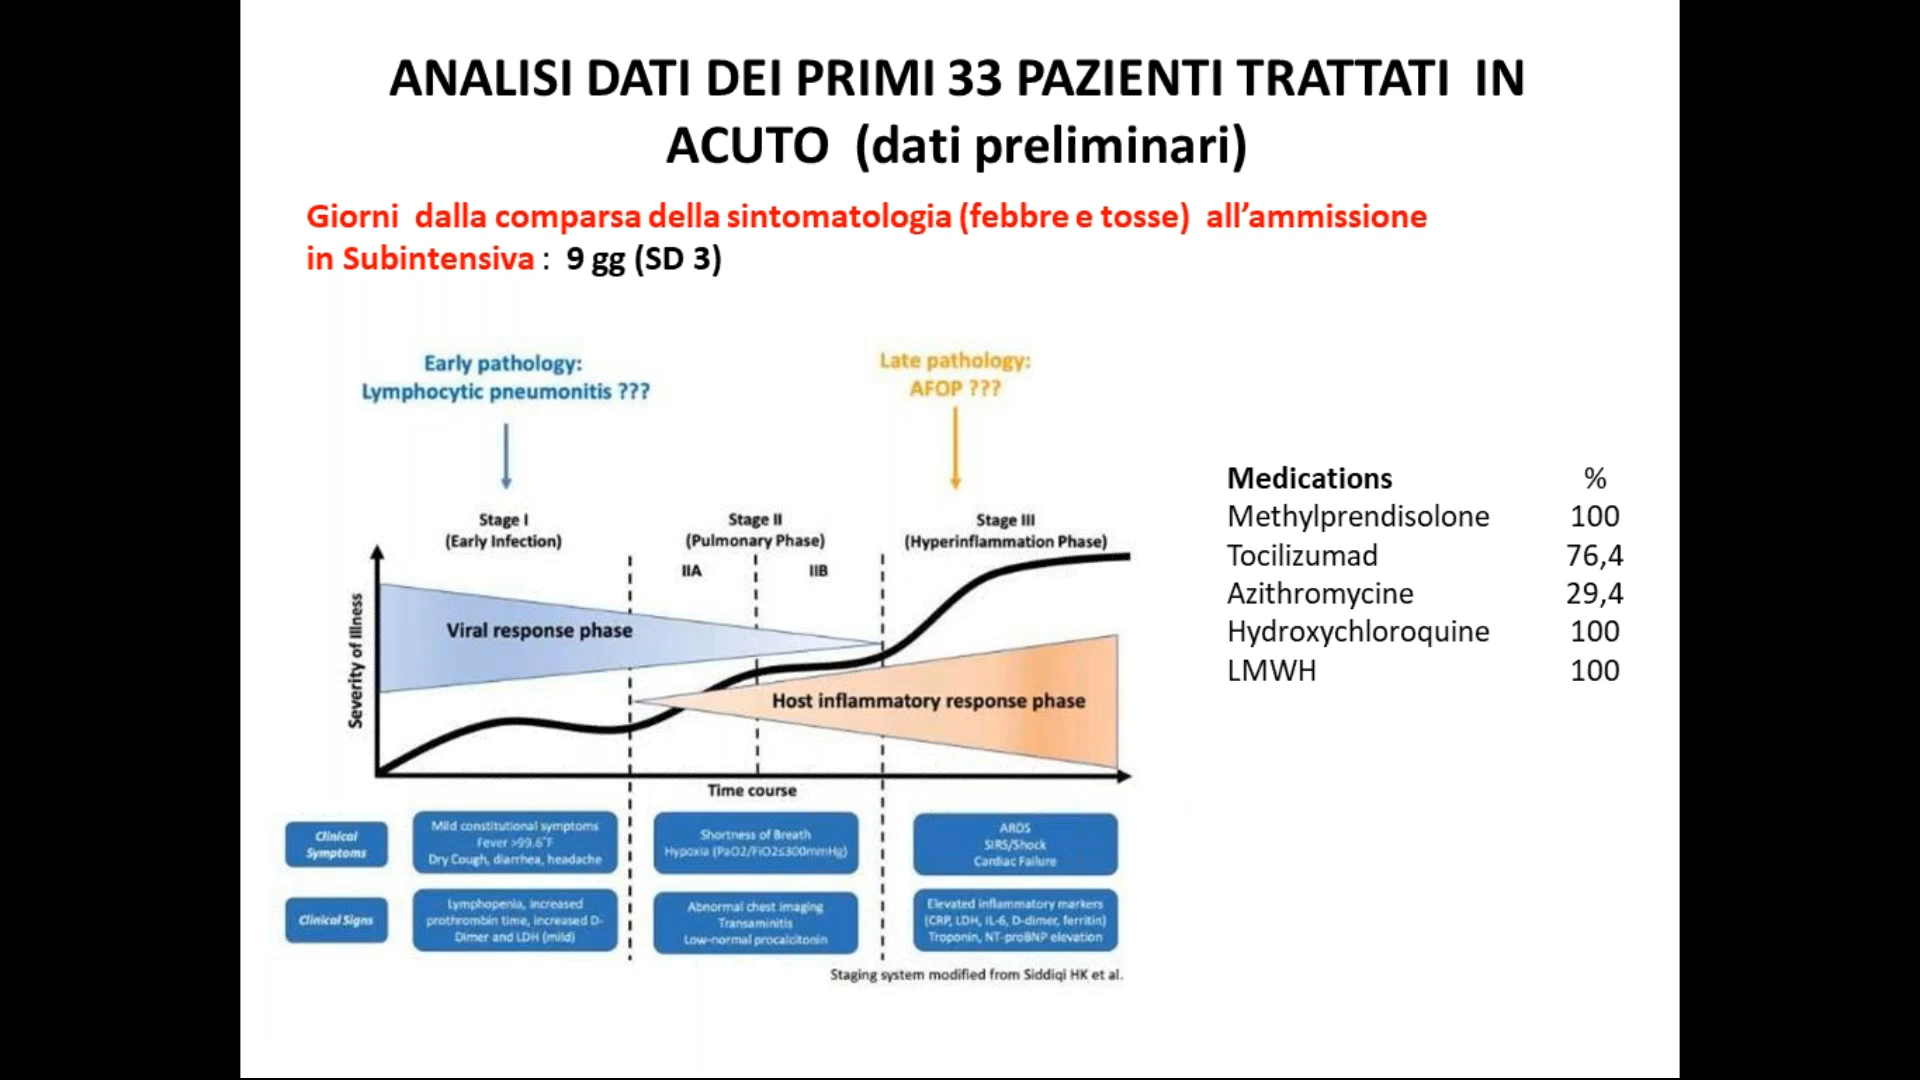 ANALISI DATI DEI PRIMI 33 PAZIENTI TRATTATI IN
ACUTO (dati preliminari)
Giorni dalla comparsa della sintomatologia (febbre e tosse) all'ammissione
in Subintensiva : 9 gg (SD 3)
Early pathology:
Lymphocytic pneumonitis ???
Late pathology:
AFOP ???
Stage I
(Early Infection)
Stage II
(Pulmonary Phase)
IIA
IIB
Stage III
(Hyperinflammation Phase)
Severity of Illness
Viral response phase
Host inflammatory response phase
Time course
Clinical
Symptoms
Mild constitutional symptoms
Fever >99.6°F
Dry Cough, diarrhea, headache
Shortness of Breath
Hypoxia (PaO2/FiO2≤300mmHg)
ARDS
SIRS/Shock
Cardiac Failure
Clinical Signs
Lymphopenia, increased
prothrombin time, increased D-
Dimer and LDH (mild)
Abnormal chest imaging
Transaminitis
Low-normal procalcitonin
Elevated inflammatory markers
(CRP, LDH, IL-6, D-dimer, ferritin)
Troponin, NT-proBNP elevation
Staging system modified from Siddiqi HK et al.
Medications %
Methylprendisolone 100
Tocilizumad 76,4
Azithromycine 29,4
Hydroxychloroquine 100
LMWH 100